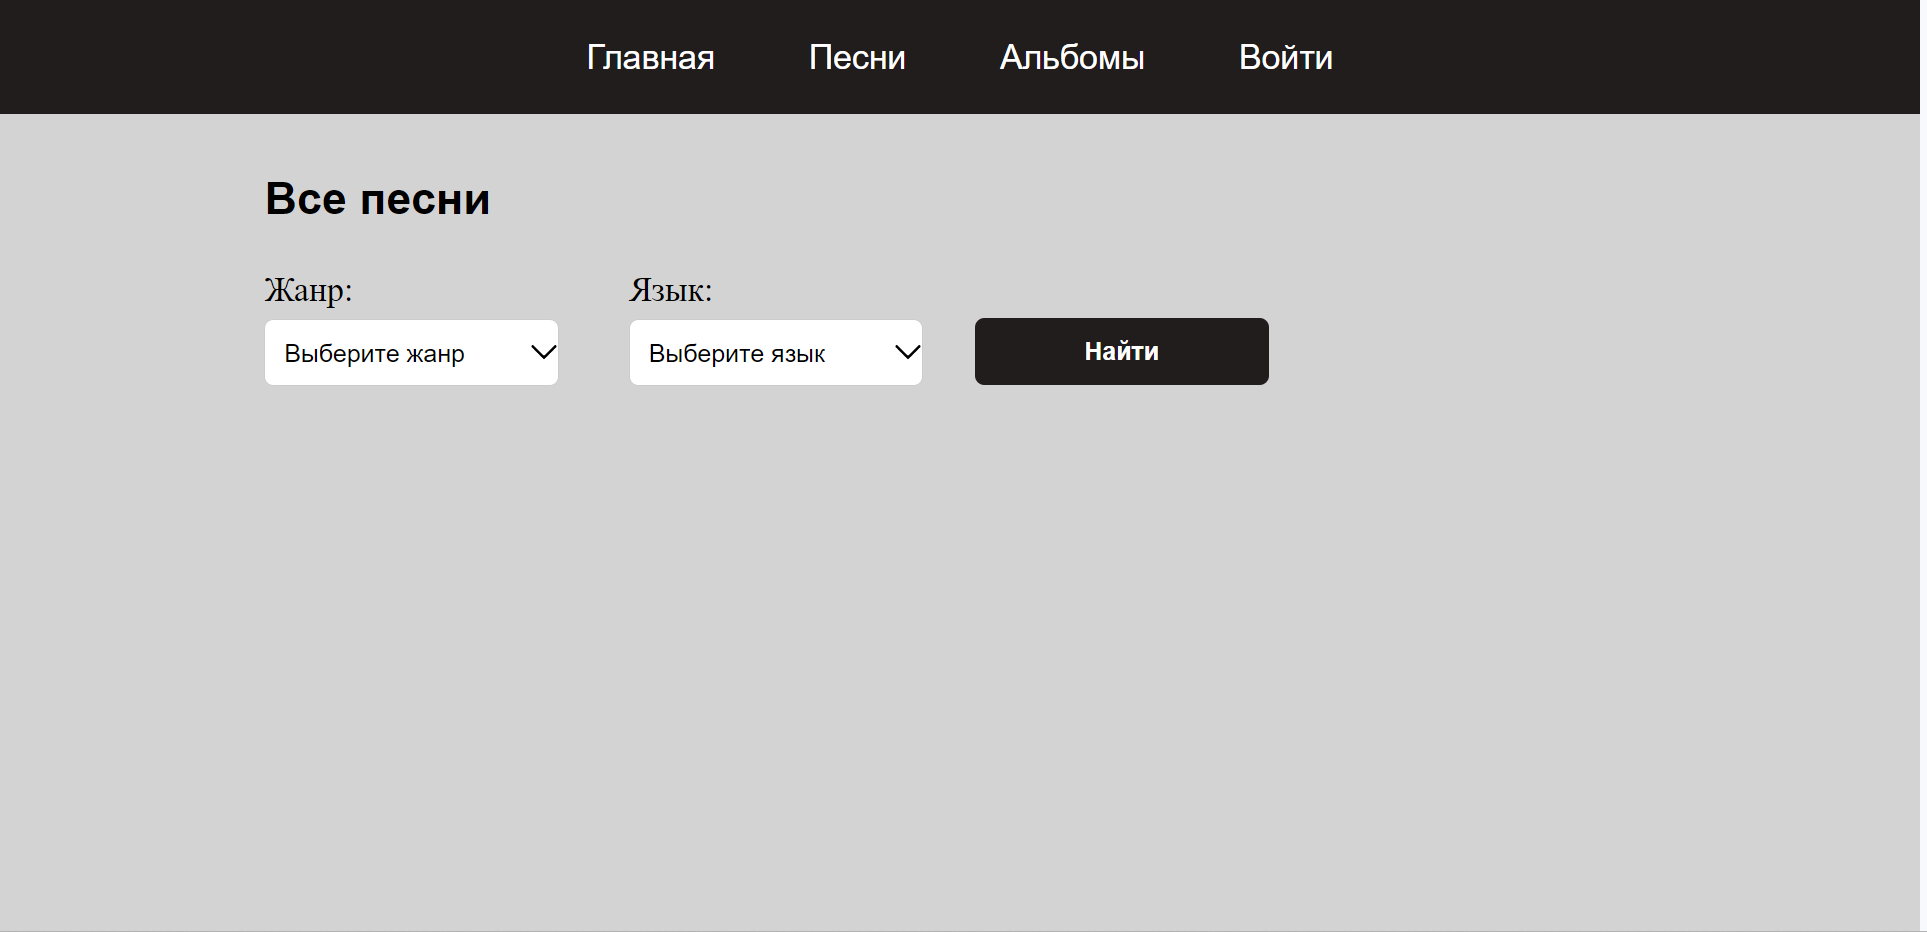 Главная Песни Альбомы Войти
Все песни
Жанр: Язык:
Выберите жанр Выберите язык Найти